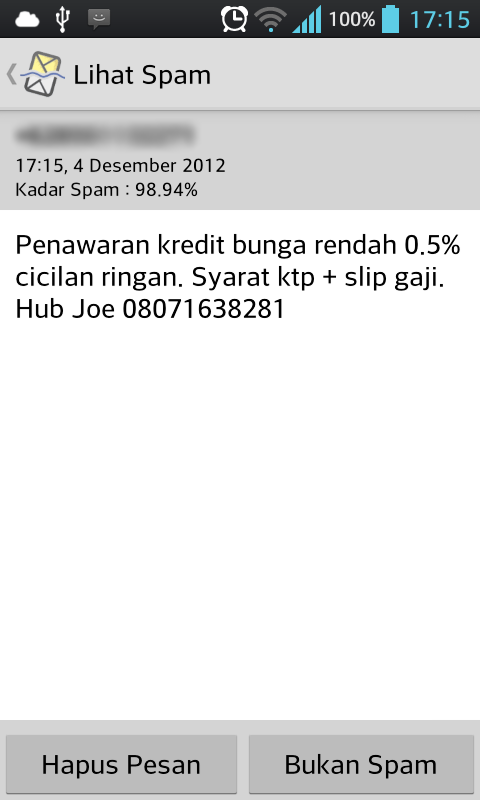 100% 17:15
Lihat Spam
17:15, 4 Desember 2012
Kadar Spam : 98.94%
Penawaran kredit bunga rendah 0.5%
cicilan ringan. Syarat ktp + slip gaji.
Hub Joe 08071638281
Hapus Pesan Bukan Spam